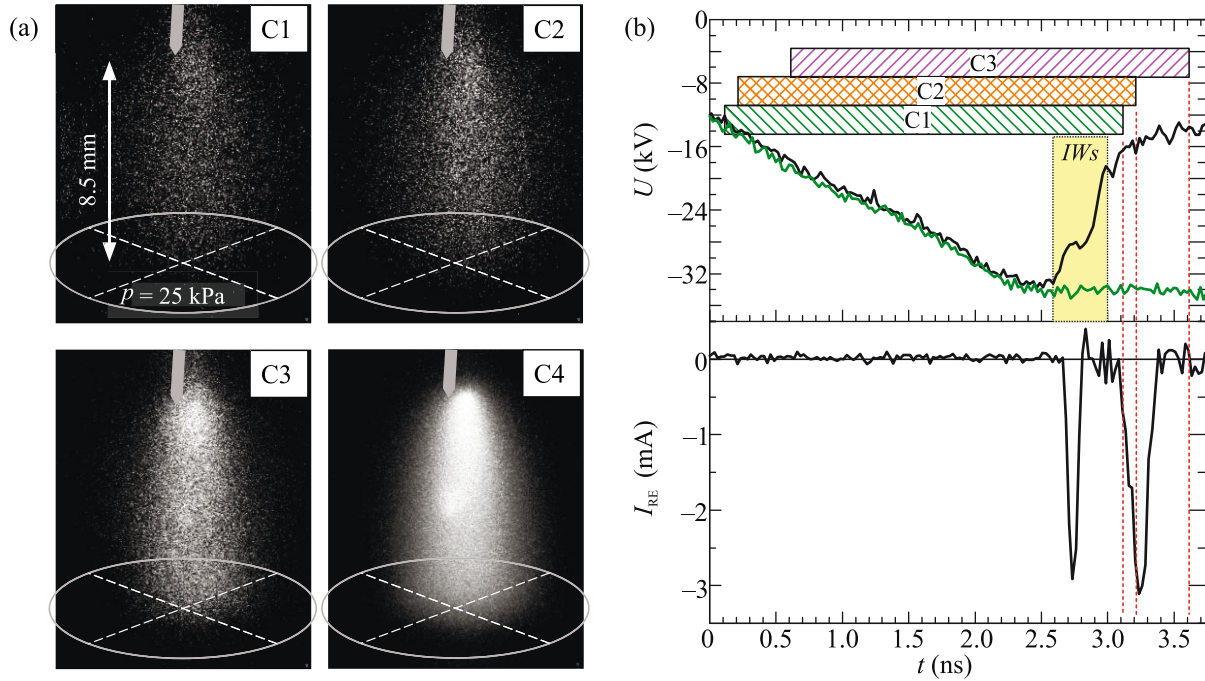 (a)
C1
C2
8.5 mm
p = 25 kPa
C3
C4
(b)
0
−8
−16
−24
−32
U (kV)
C3
C2
C1
IWs
0
−1
−2
−3
I_RE (mA)
0 0.5 1.0 1.5 2.0 2.5 3.0 3.5
t (ns)